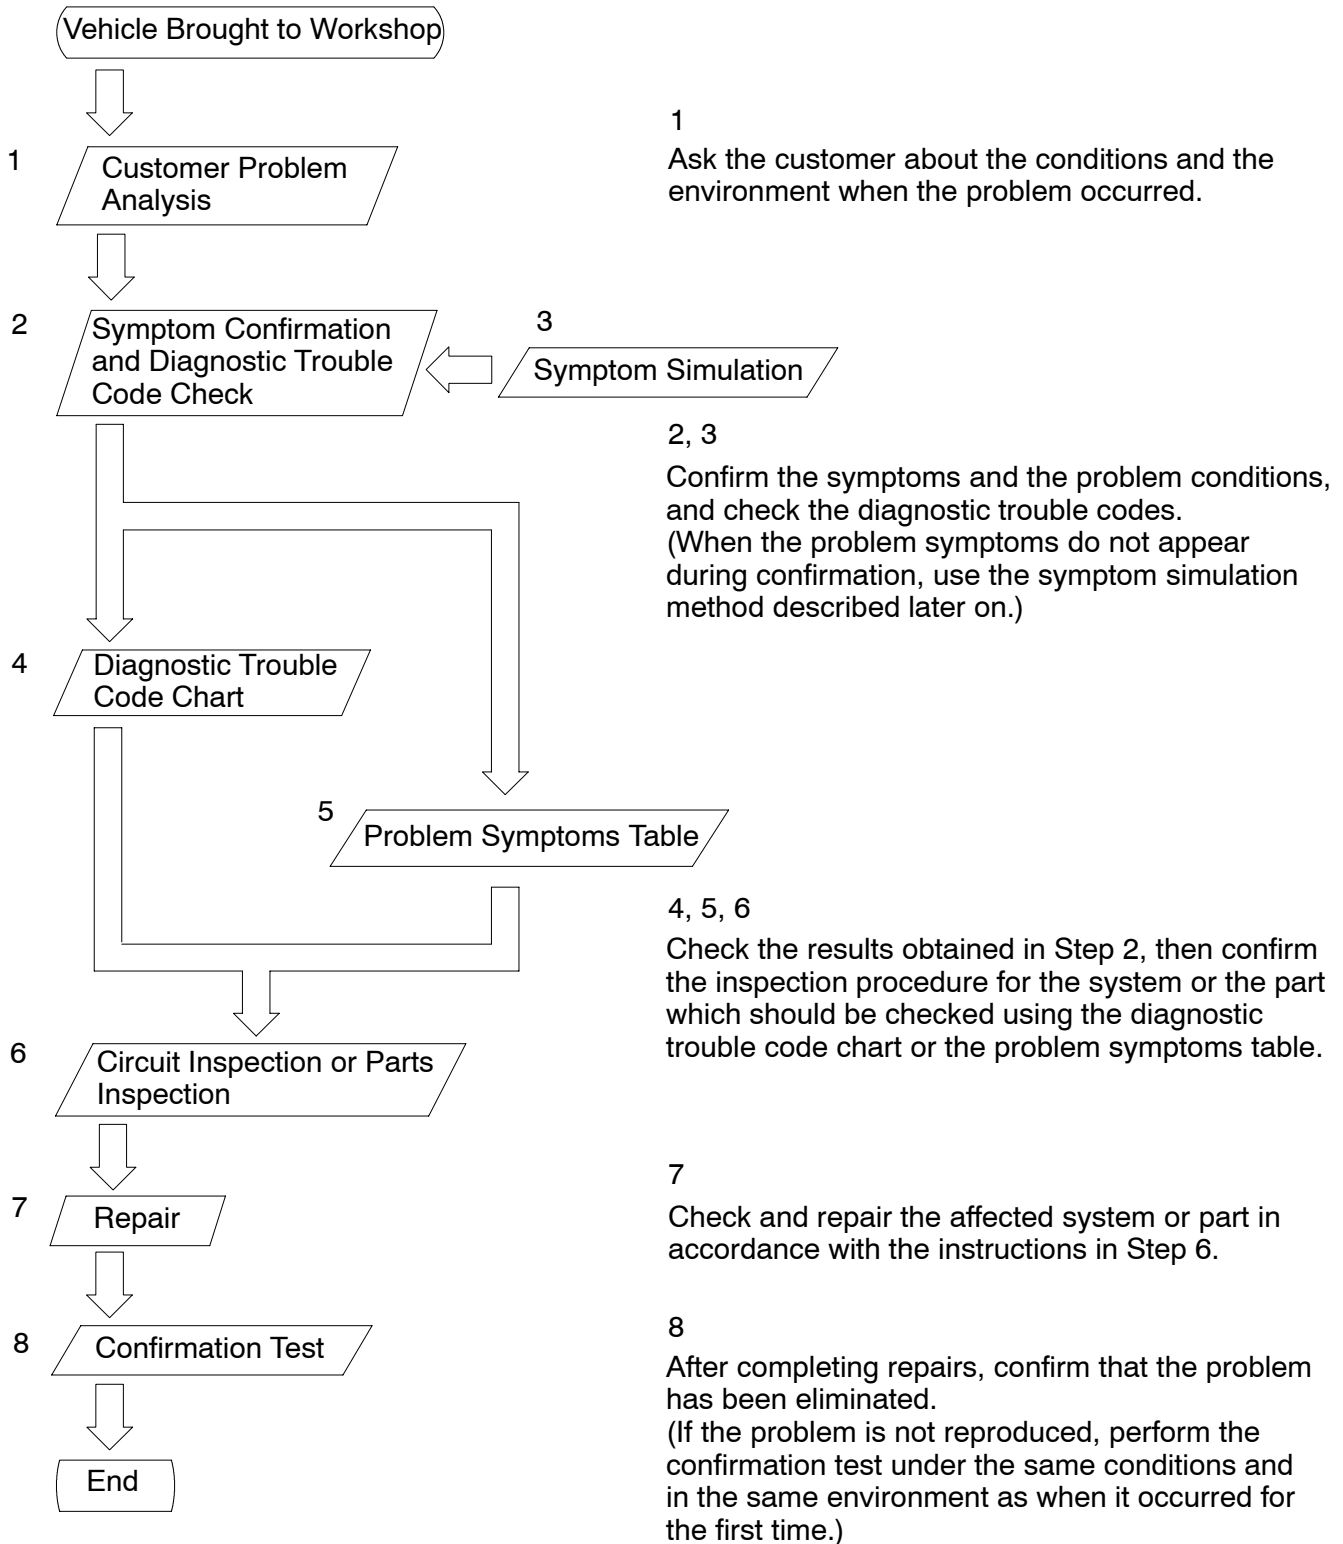 Vehicle Brought to Workshop
1
Customer Problem
Analysis
1
Ask the customer about the conditions and the
environment when the problem occurred.
2
Symptom Confirmation
and Diagnostic Trouble
Code Check
3
Symptom Simulation
2, 3
Confirm the symptoms and the problem conditions,
and check the diagnostic trouble codes.
(When the problem symptoms do not appear
during confirmation, use the symptom simulation
method described later on.)
4
Diagnostic Trouble
Code Chart
5
Problem Symptoms Table
4, 5, 6
Check the results obtained in Step 2, then confirm
the inspection procedure for the system or the part
which should be checked using the diagnostic
trouble code chart or the problem symptoms table.
6
Circuit Inspection or Parts
Inspection
7
Repair
7
Check and repair the affected system or part in
accordance with the instructions in Step 6.
8
Confirmation Test
8
After completing repairs, confirm that the problem
has been eliminated.
(If the problem is not reproduced, perform the
confirmation test under the same conditions and
in the same environment as when it occurred for
the first time.)
End